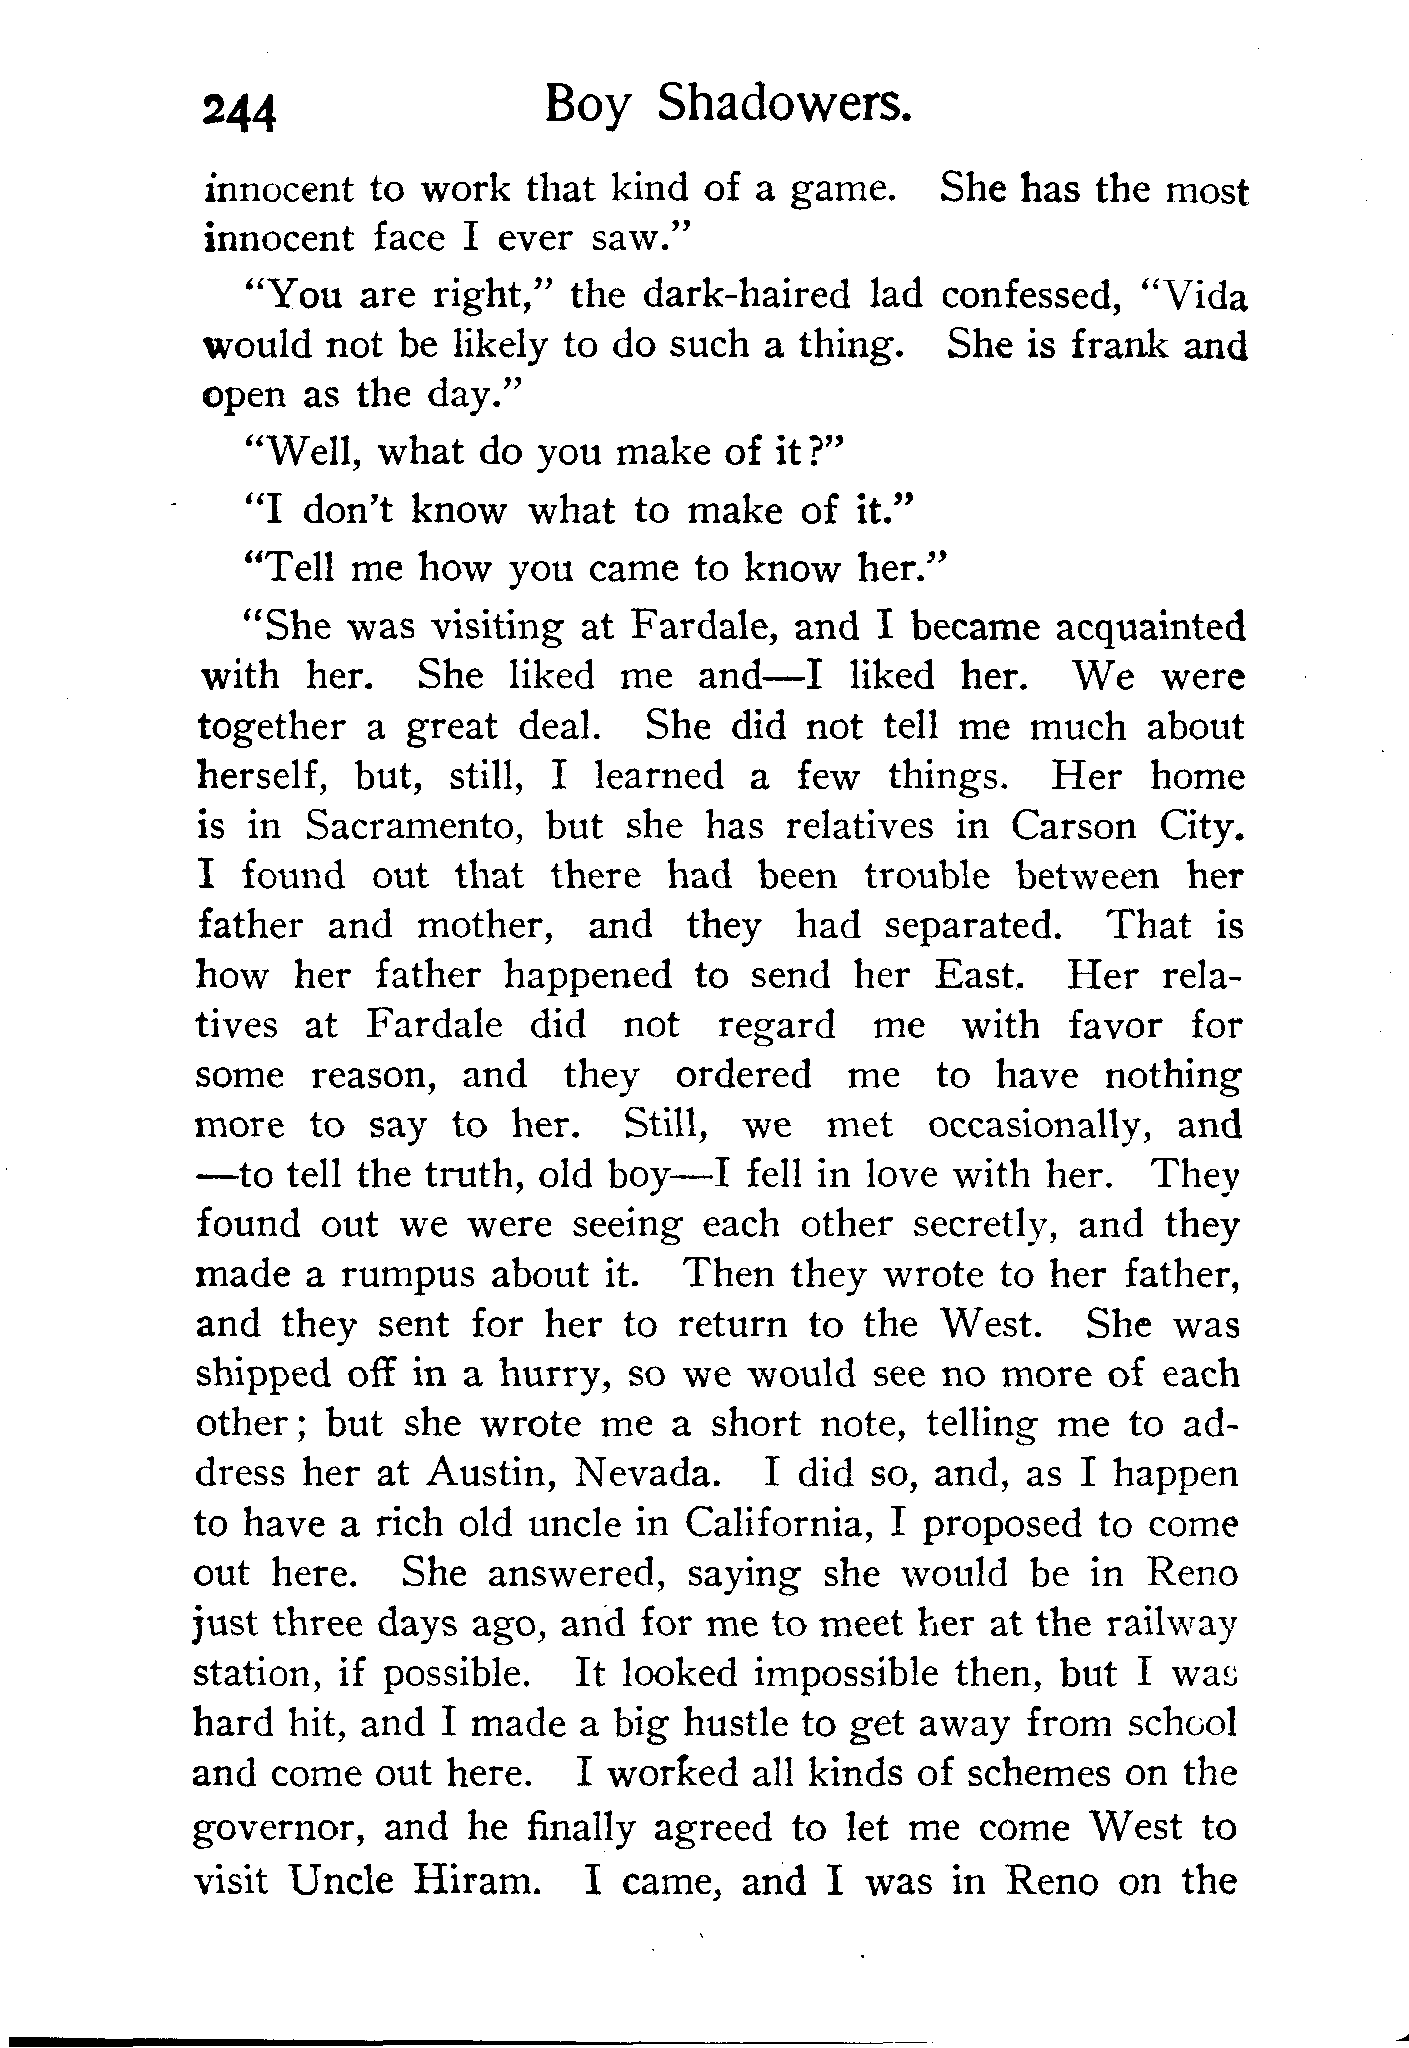 244 Boy Shadowers.
innocent to work that kind of a game. She has the most
innocent face I ever saw.”
“You are right,” the dark-haired lad confessed, “Vida
would not be likely to do such a thing. She is frank and
open as the day.”
“Well, what do you make of it?”
“I don’t know what to make of it.”
“Tell me how you came to know her.”
“She was visiting at Fardale, and I became acquainted
with her. She liked me and—I liked her. We were
together a great deal. She did not tell me much about
herself, but, still, I learned a few things. Her home
is in Sacramento, but she has relatives in Carson City.
I found out that there had been trouble between her
father and mother, and they had separated. That is
how her father happened to send her East. Her rela-
tives at Fardale did not regard me with favor for
some reason, and they ordered me to have nothing
more to say to her. Still, we met occasionally, and
—to tell the truth, old boy—I fell in love with her. They
found out we were seeing each other secretly, and they
made a rumpus about it. Then they wrote to her father,
and they sent for her to return to the West. She was
shipped off in a hurry, so we would see no more of each
other; but she wrote me a short note, telling me to ad-
dress her at Austin, Nevada. I did so, and, as I happen
to have a rich old uncle in California, I proposed to come
out here. She answered, saying she would be in Reno
just three days ago, and for me to meet her at the railway
station, if possible. It looked impossible then, but I was
hard hit, and I made a big hustle to get away from school
and come out here. I worked all kinds of schemes on the
governor, and he finally agreed to let me come West to
visit Uncle Hiram. I came, and I was in Reno on the